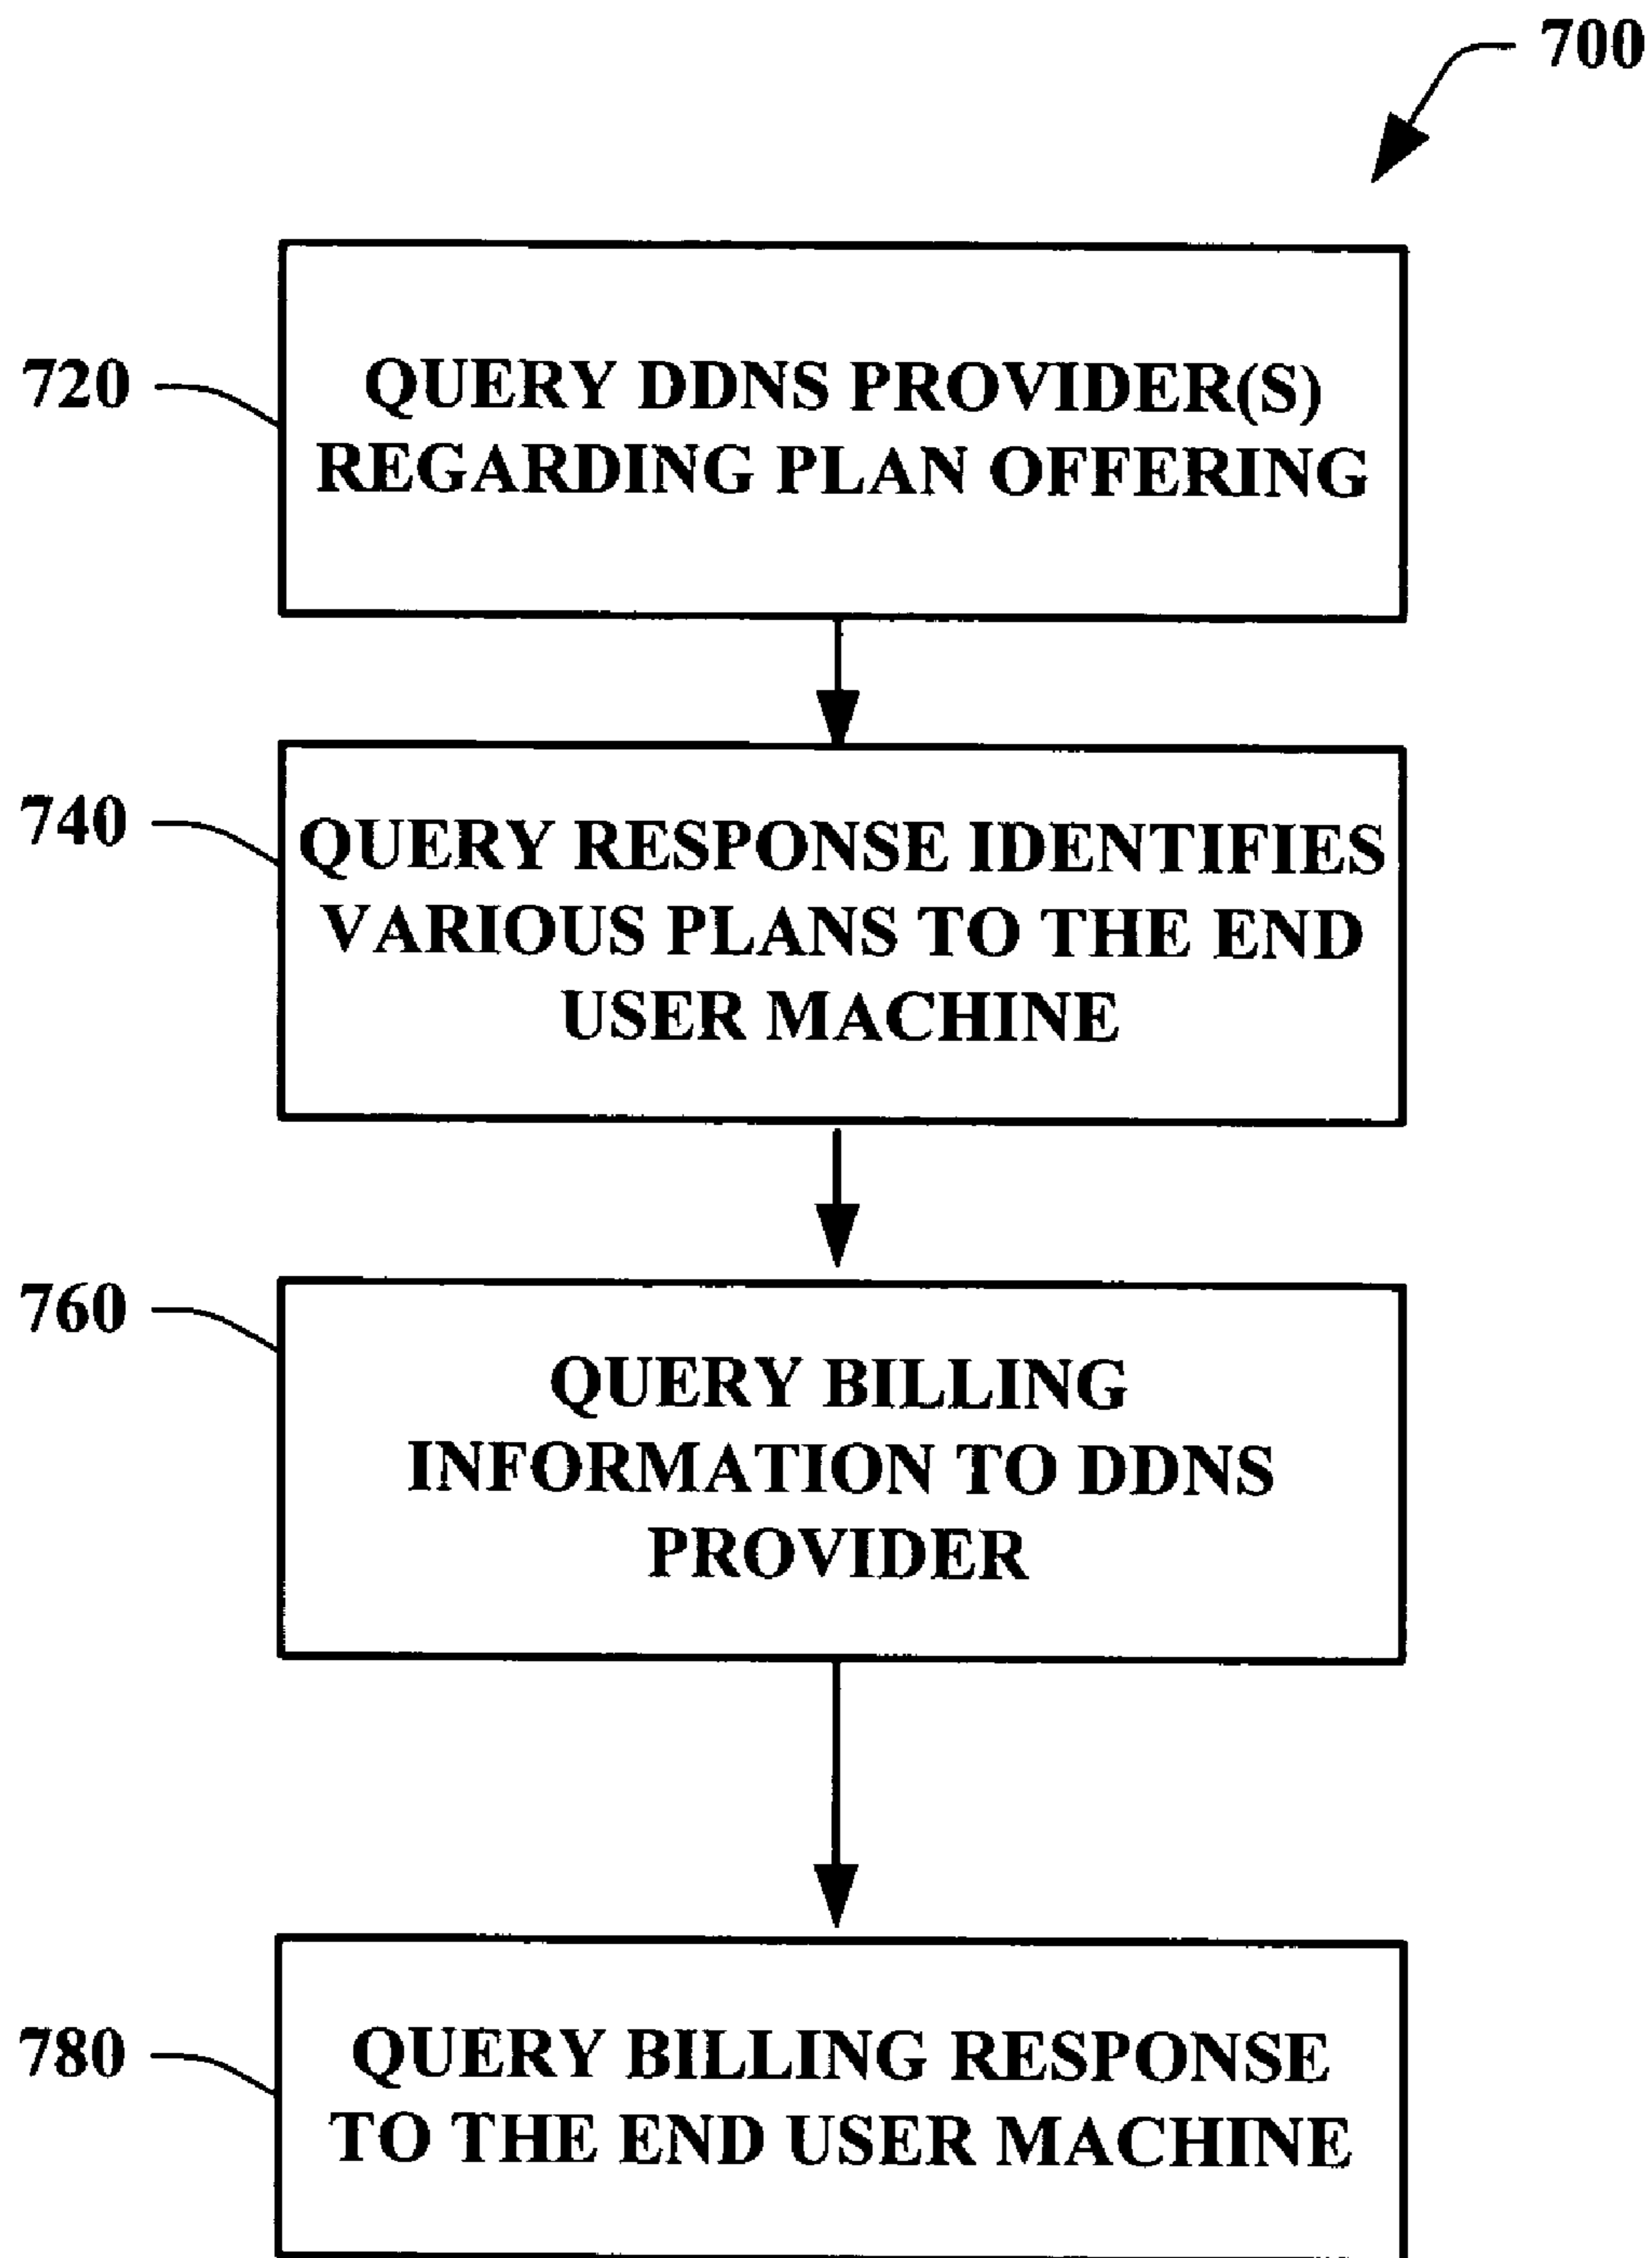 700
720
QUERY DDNS PROVIDER(S)
REGARDING PLAN OFFERING
740
QUERY RESPONSE IDENTIFIES
VARIOUS PLANS TO THE END
USER MACHINE
760
QUERY BILLING
INFORMATION TO DDNS
PROVIDER
780
QUERY BILLING RESPONSE
TO THE END USER MACHINE